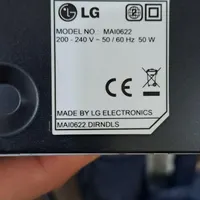 LG
MODEL NO : MAI0622
200 - 240 V ~ 50 / 60 Hz 50 W
CE
MADE BY LG ELECTRONICS
MAI0622.DIRNDLS